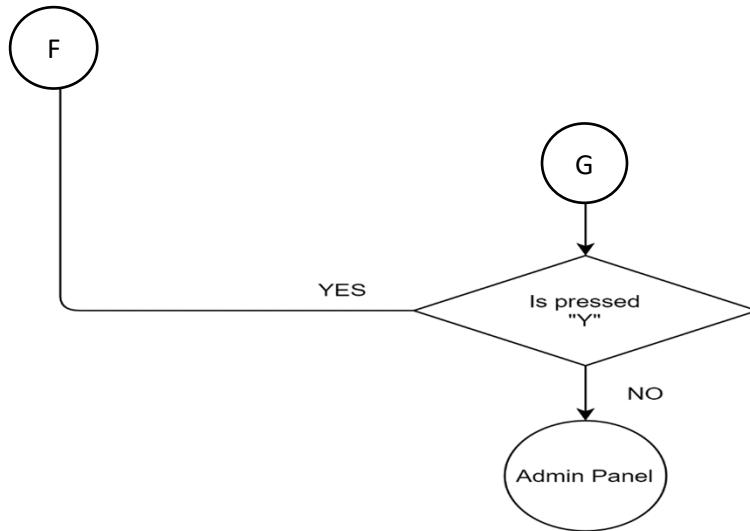 F
G
YES
Is pressed
"Y"
NO
Admin Panel